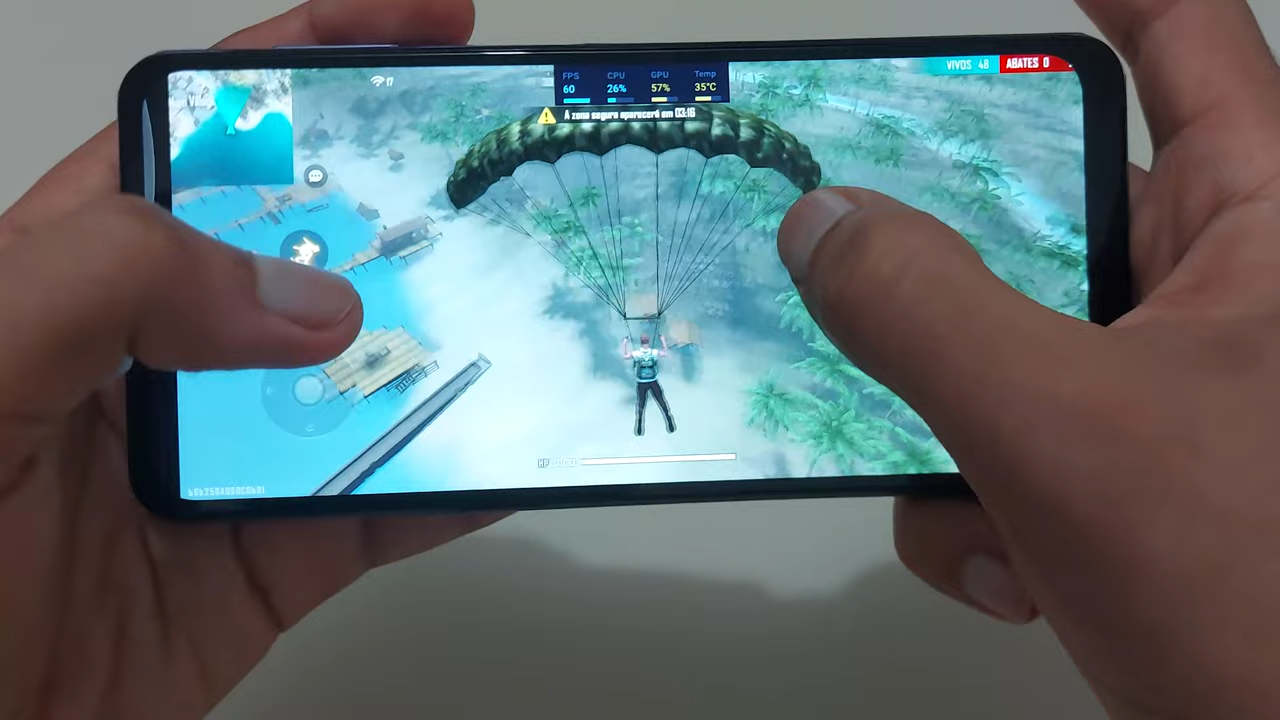 17
FPS CPU GPU Temp
60 26% 57% 35°C
VIVOS 48 ABATES 0
A zona segura aparecerá em 03:16
HP